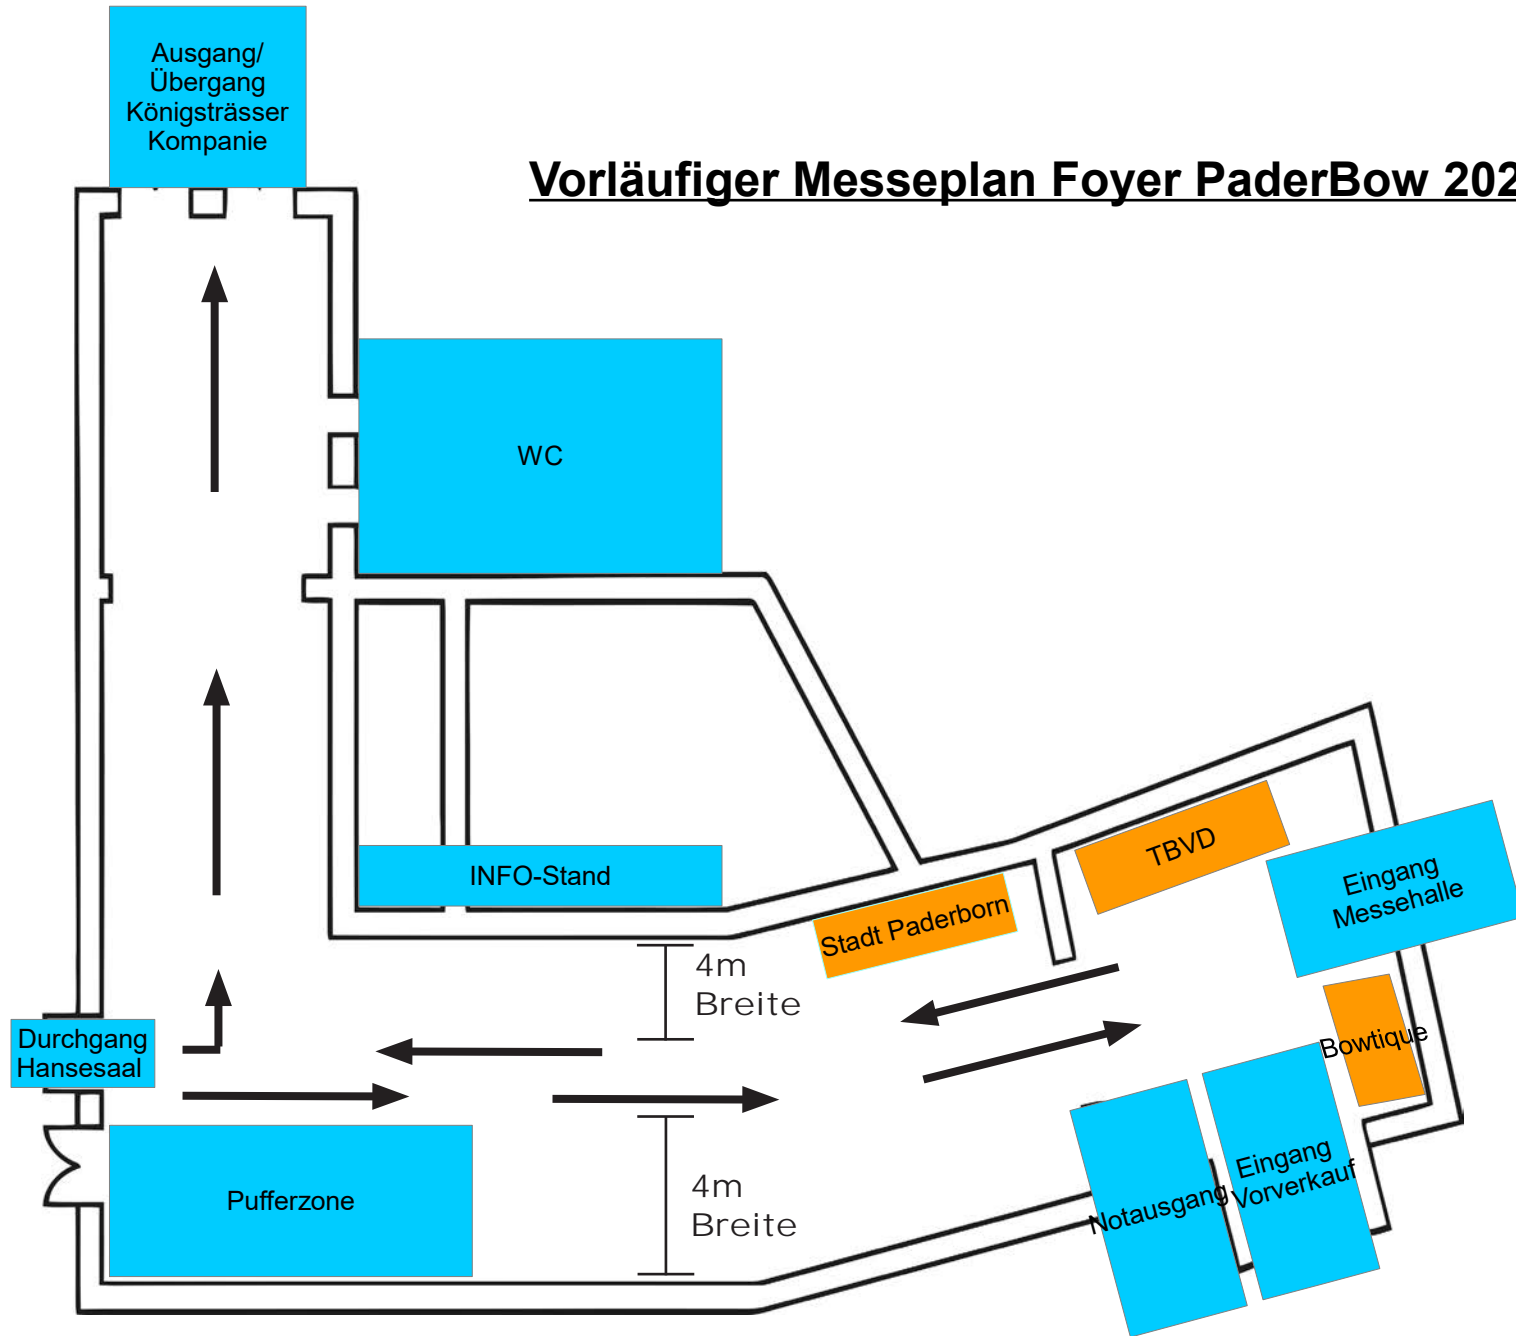 Ausgang/
Übergang
Königsträsser
Kompanie
Vorläufiger Messeplan Foyer PaderBow 202
WC
INFO-Stand
TBVD
Stadt Paderborn
Eingang
Messehalle
4m
Breite
Durchgang
Hansesaal
Bowtique
Pufferzone
4m
Breite
Notausgang
Eingang
Vorverkauf